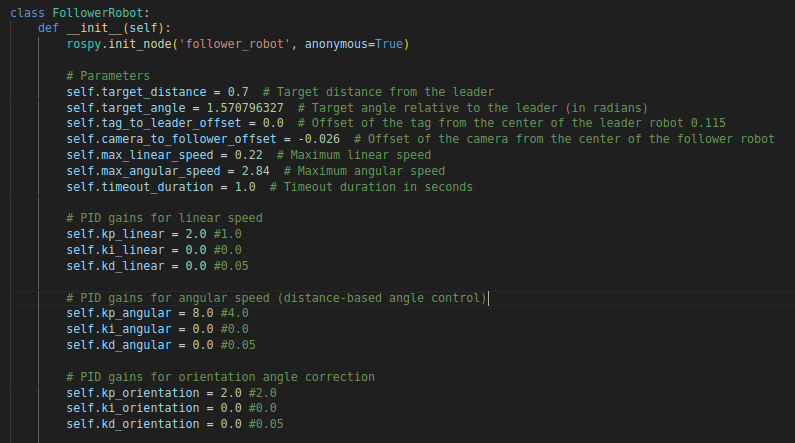 class FollowerRobot:
    def __init__(self):
        rospy.init_node('follower_robot', anonymous=True)

        # Parameters
        self.target_distance = 0.7  # Target distance from the leader
        self.target_angle = 1.570796327  # Target angle relative to the leader (in radians)
        self.tag_to_leader_offset = 0.0  # Offset of the tag from the center of the leader robot 0.115
        self.camera_to_follower_offset = -0.026  # Offset of the camera from the center of the follower robot
        self.max_linear_speed = 0.22  # Maximum linear speed
        self.max_angular_speed = 2.84  # Maximum angular speed
        self.timeout_duration = 1.0  # Timeout duration in seconds

        # PID gains for linear speed
        self.kp_linear = 2.0 #1.0
        self.ki_linear = 0.0 #0.0
        self.kd_linear = 0.0 #0.05

        # PID gains for angular speed (distance-based angle control)
        self.kp_angular = 8.0 #4.0
        self.ki_angular = 0.0 #0.0
        self.kd_angular = 0.0 #0.05

        # PID gains for orientation angle correction
        self.kp_orientation = 2.0 #2.0
        self.ki_orientation = 0.0 #0.0
        self.kd_orientation = 0.0 #0.05